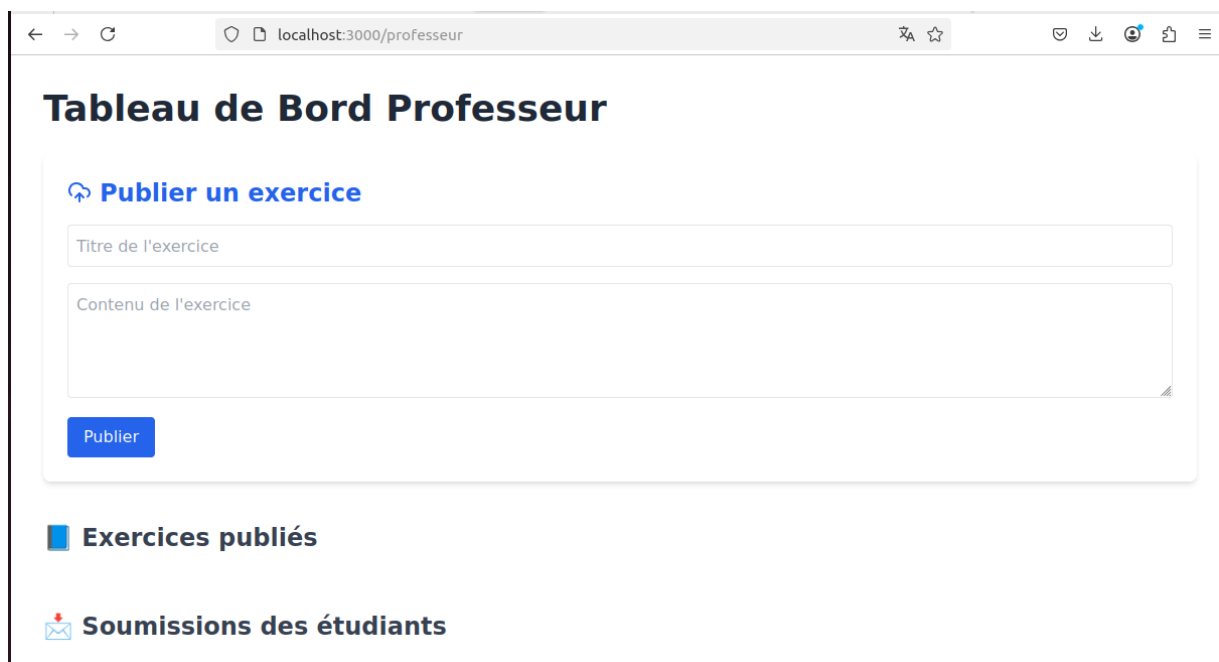 localhost:3000/professeur
Tableau de Bord Professeur
Publier un exercice
Titre de l'exercice
Contenu de l'exercice
Publier
Exercices publiés
Soumissions des étudiants